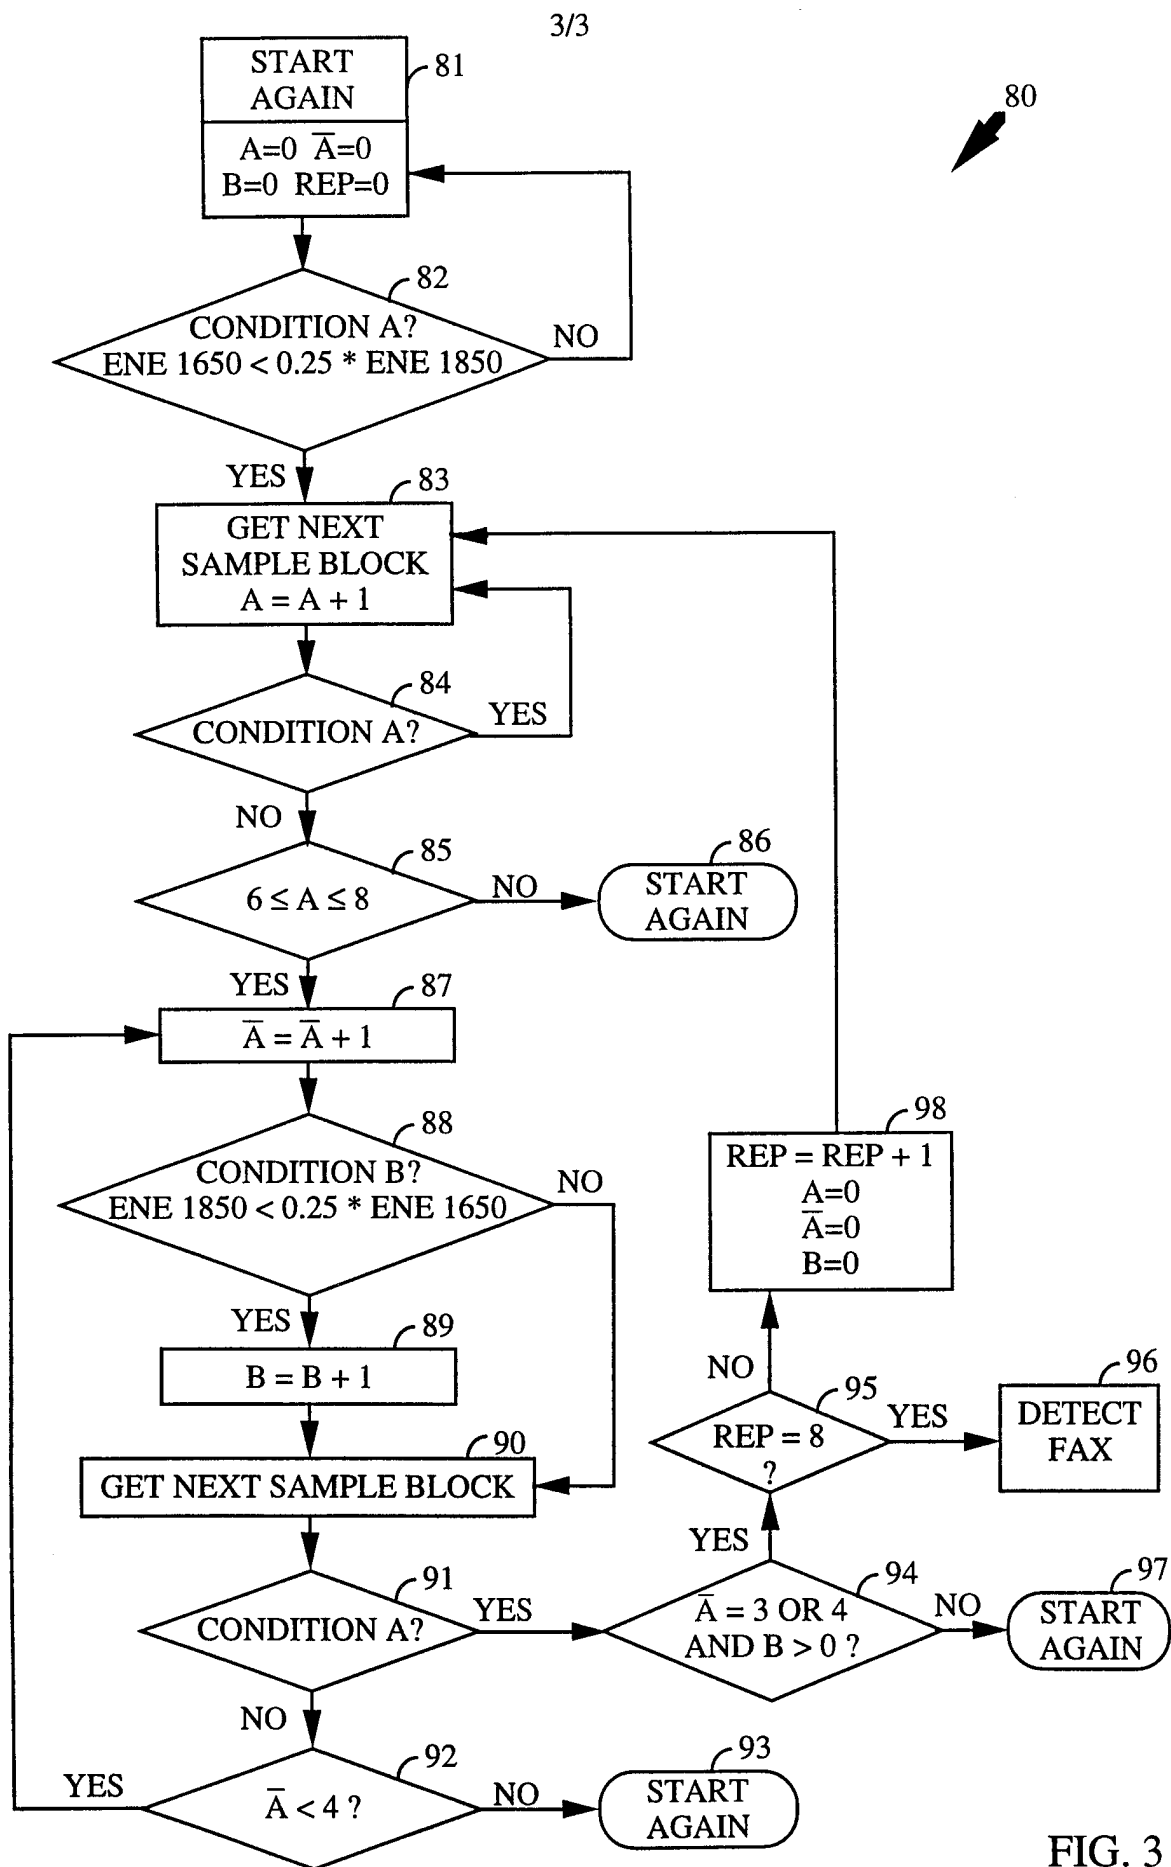 3/3
START
AGAIN
81
A=0 A̅=0
B=0 REP=0
80
82
CONDITION A?
ENE 1650 < 0.25 * ENE 1850
NO
YES
83
GET NEXT
SAMPLE BLOCK
A = A + 1
84
CONDITION A?
YES
NO
85
6 ≤ A ≤ 8
NO
86
START
AGAIN
YES
87
A̅ = A̅ + 1
88
CONDITION B?
ENE 1850 < 0.25 * ENE 1650
NO
YES
89
B = B + 1
90
GET NEXT SAMPLE BLOCK
91
CONDITION A?
YES
NO
92
A̅ < 4 ?
YES
NO
93
START
AGAIN
94
A̅ = 3 OR 4
AND B > 0 ?
NO
97
START
AGAIN
YES
95
REP = 8
?
YES
96
DETECT
FAX
NO
98
REP = REP + 1
A=0
A̅=0
B=0
FIG. 3